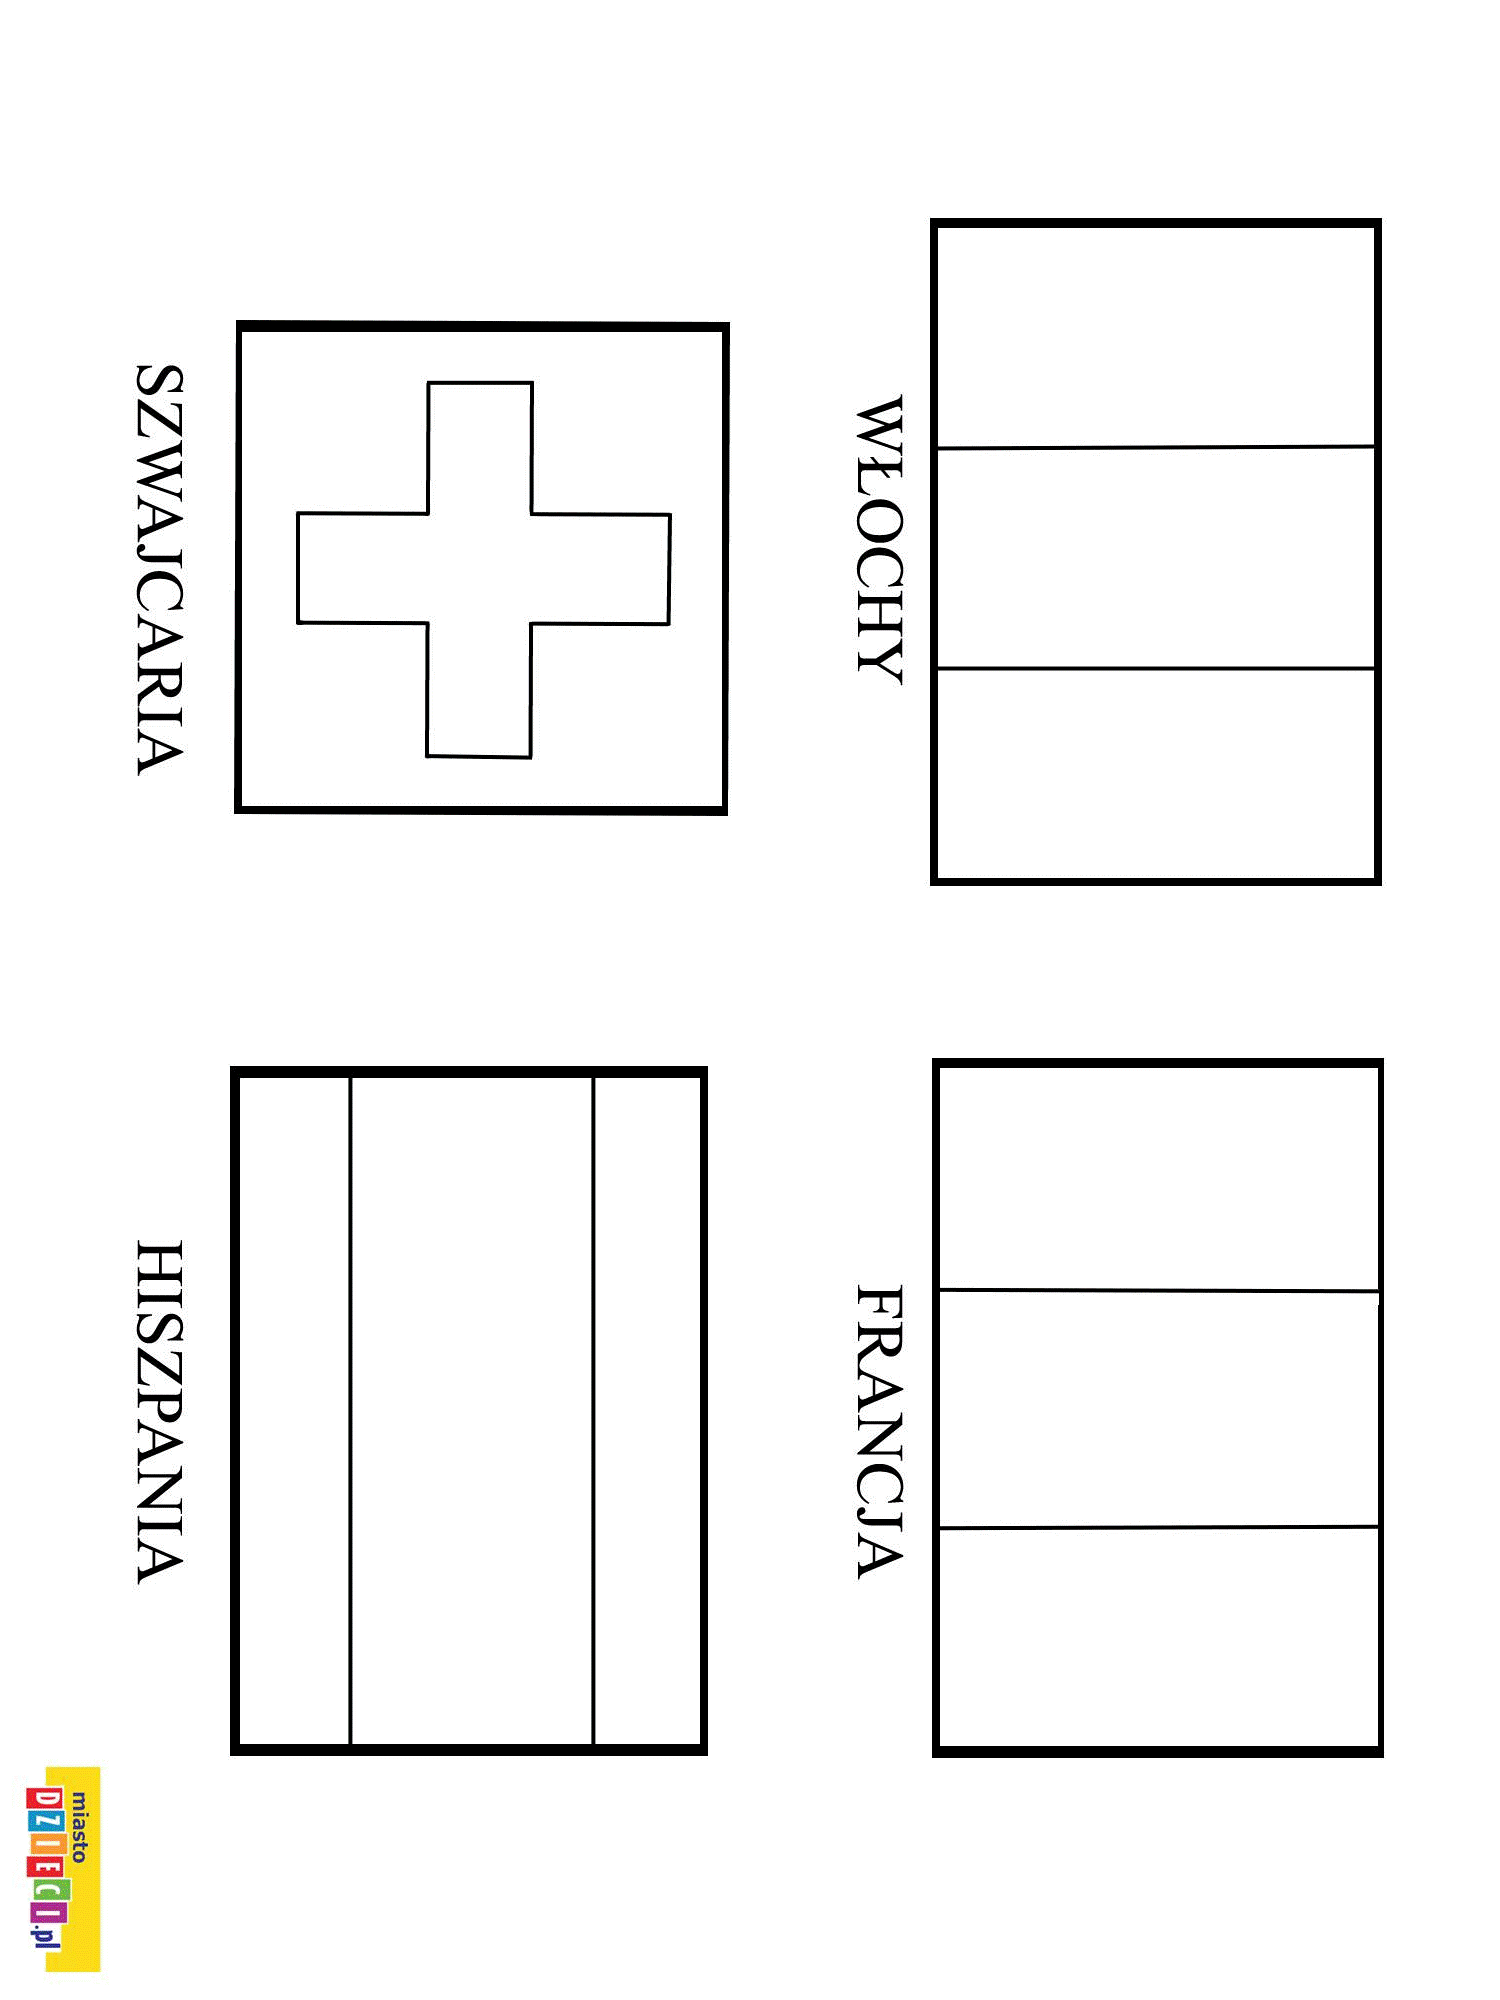 WŁOCHY
FRANCJA
SZWAJCARIA
HISZPANIA
miasto
DZIECI.pl